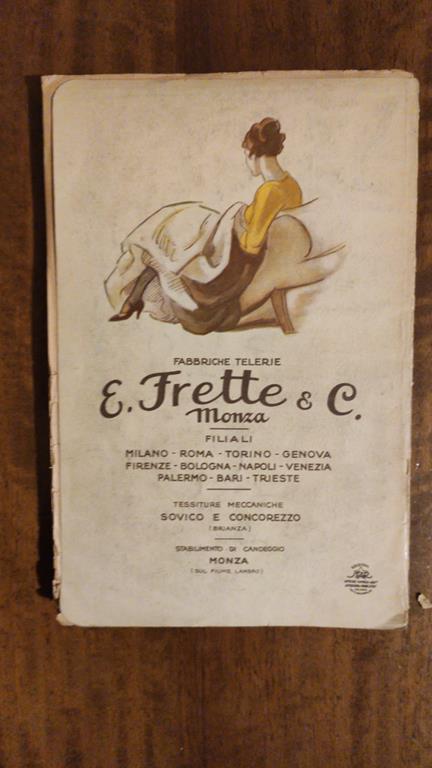 FABBRICHE TELERIE
E. Frette & C.
Monza
FILIALI
MILANO - ROMA - TORINO - GENOVA
FIRENZE - BOLOGNA - NAPOLI - VENEZIA
PALERMO - BARI - TRIESTE
TESSITURE MECCANICHE
SOVICO E CONCOREZZO
(BRIANZA)
STABILIMENTO DI CANDEGGIO
MONZA
(SUL FIUME LAMBRO)